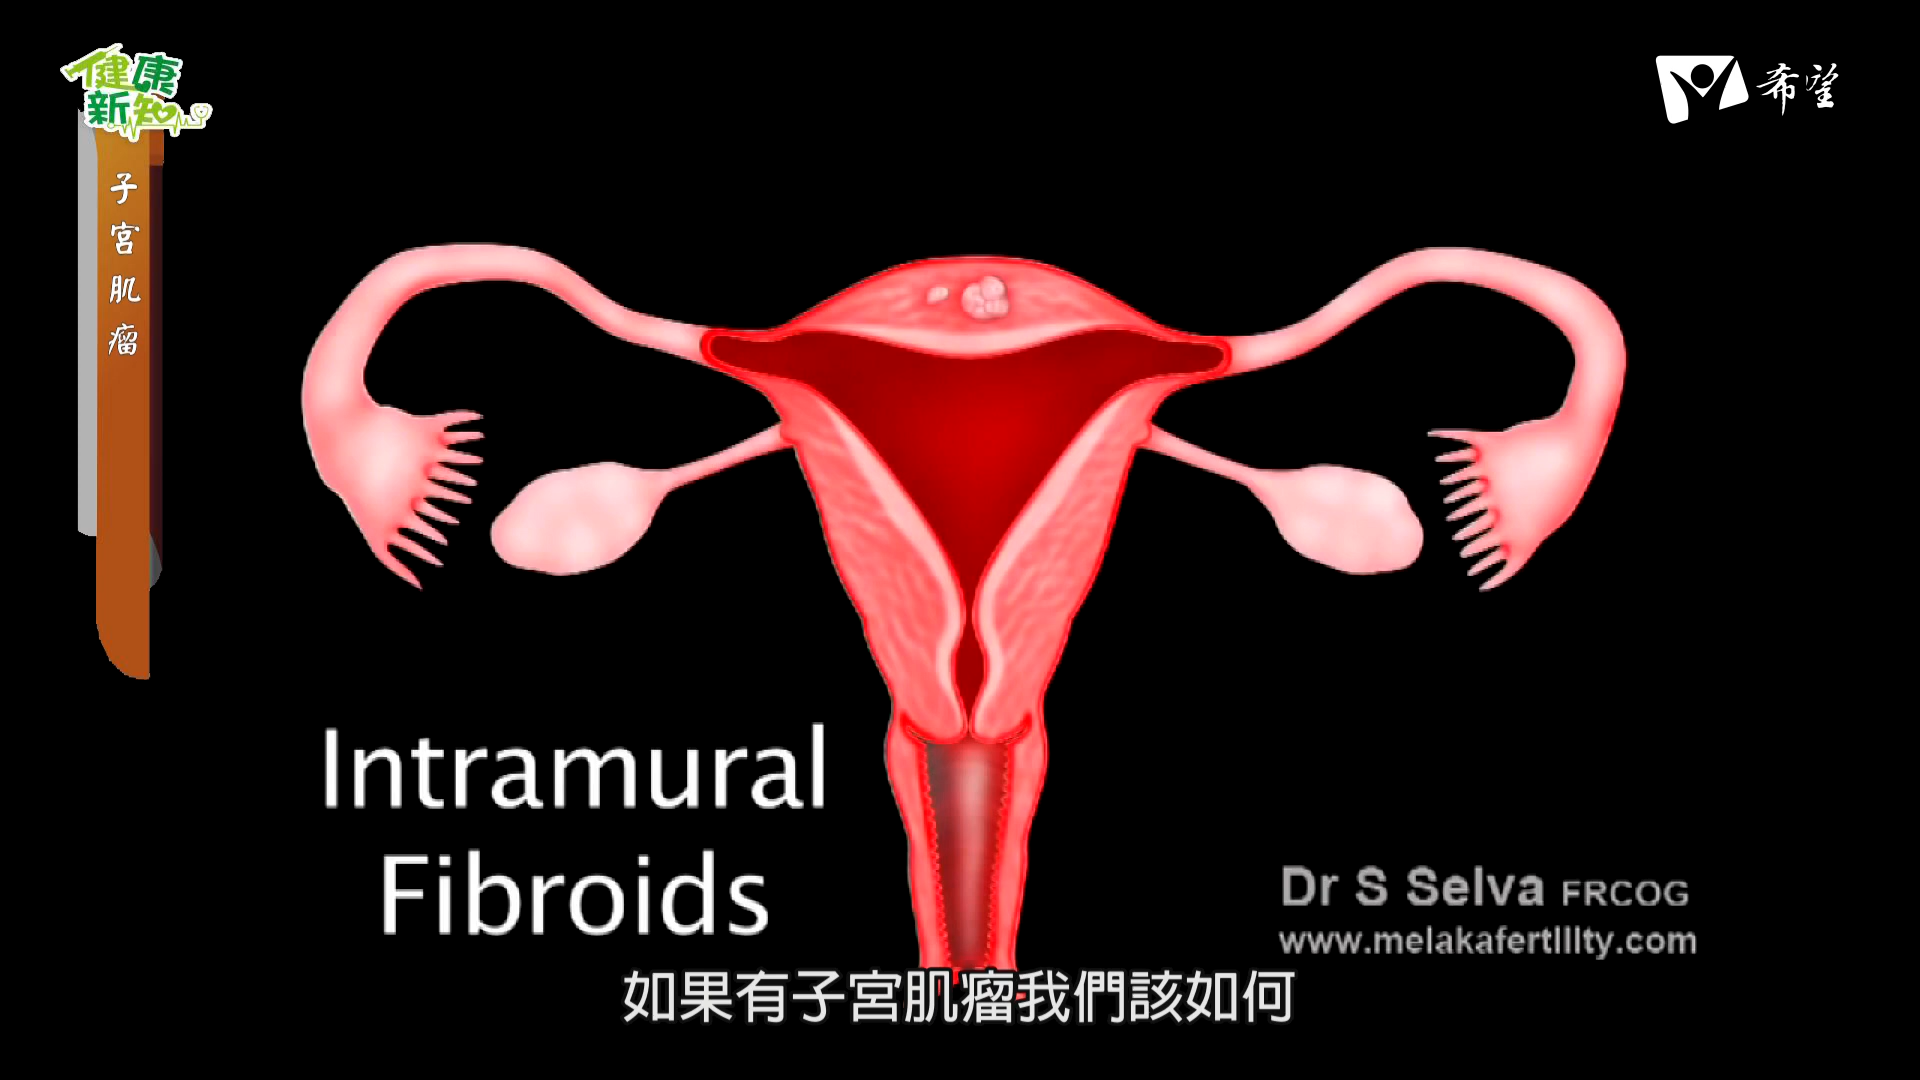 健康
新知
希望
子宮肌瘤
Intramural
Fibroids
Dr S Selva FRCOG
www.melakafertility.com
如果有子宮肌瘤我們該如何